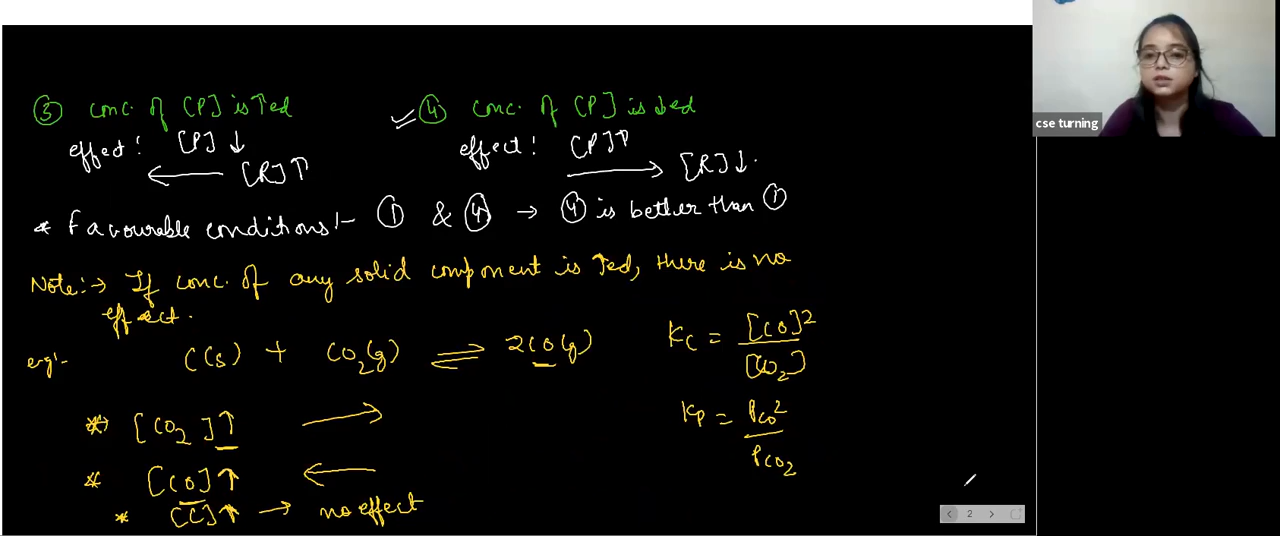 ③ conc. of [P] is ↑ed
effect! [P] ↓
← [R] ↑
④ conc. of [P] is ↓ed
effect! [P] ↑
→ [R] ↓.
* Favourable conditions!- ① & ④ → ④ is better than ①
Note:→ If conc. of any solid component is ↑ed, there is no
effect.
e.g:- C(s) + CO₂(g) ⇌ 2CO(g)
Kc = [CO]² / [CO₂]
* [CO₂] ↑ →
Kp = Pco² / Pco₂
* [CO] ↑ ←
* [C] ↑ → no effect
cse turning
2